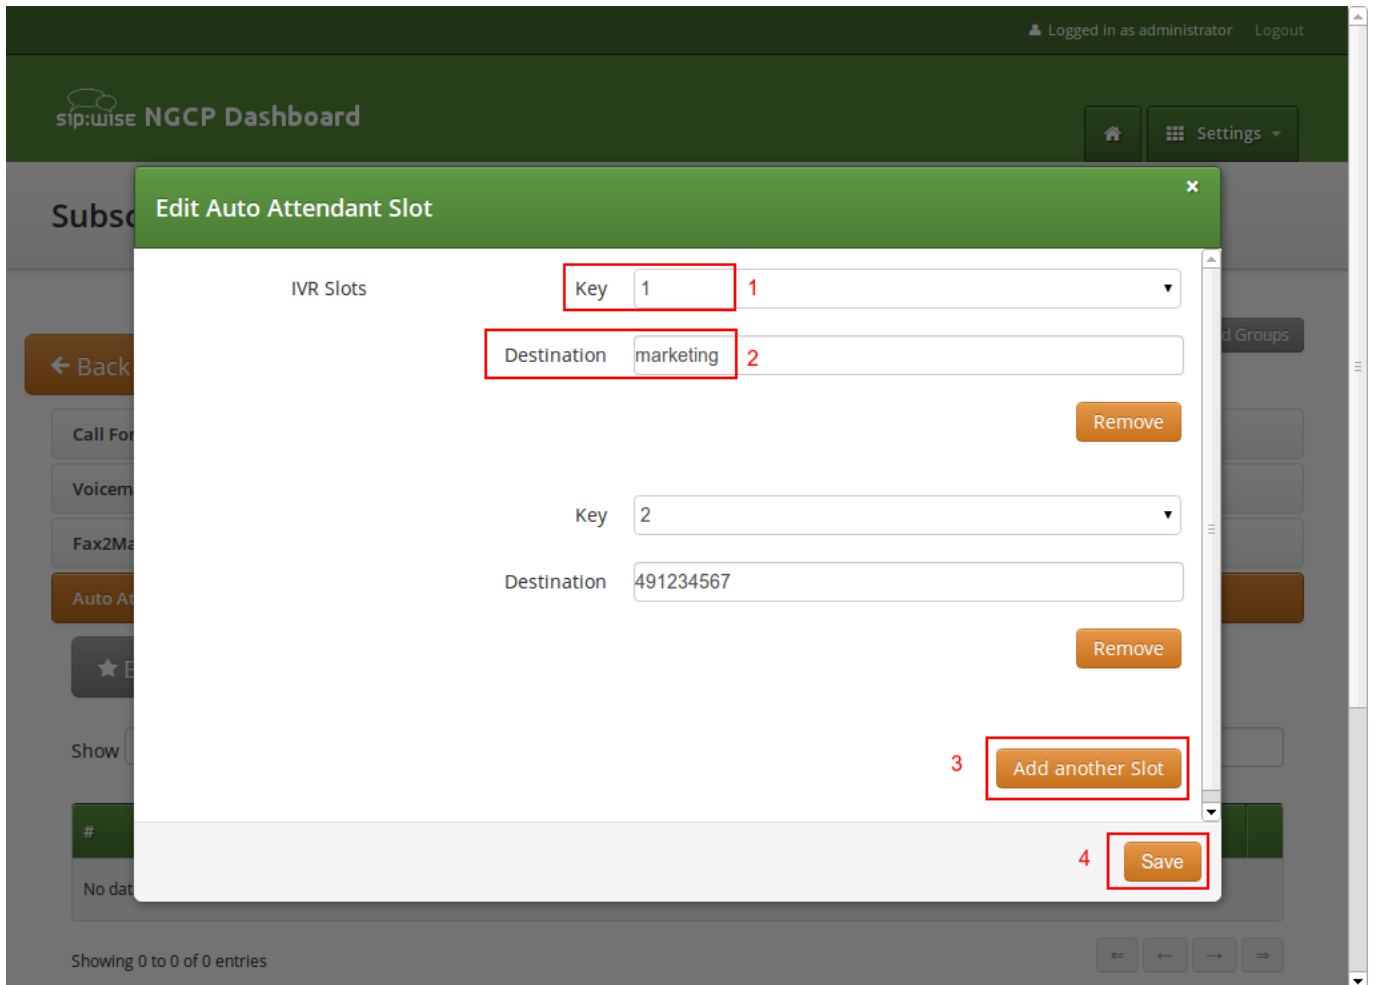 Logged in as administrator Logout
sip:wise NGCP Dashboard
Settings
Subsc
Edit Auto Attendant Slot ×
IVR Slots Key 1 1
d Groups
Destination marketing 2
Back
Remove
Call For
Voicema
Key 2
Fax2Ma
Destination 491234567
Auto At
Remove
E
Show
3 Add another Slot
#
4 Save
No dat
Showing 0 to 0 of 0 entries
⇐ ← → ⇒